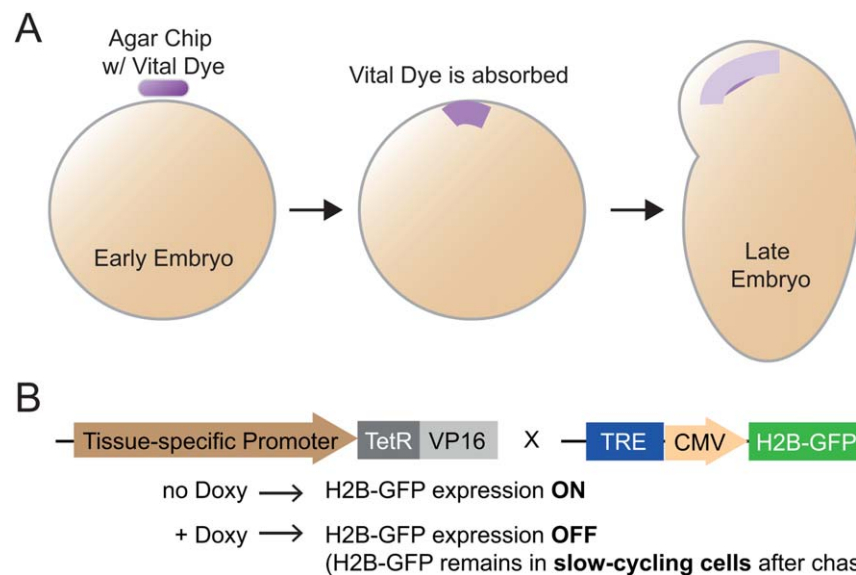 A
Agar Chip
w/ Vital Dye
Vital Dye is absorbed
Early Embryo
Late
Embryo
B
Tissue-specific Promoter TetR VP16 X TRE CMV H2B-GFP
no Doxy → H2B-GFP expression ON
+ Doxy → H2B-GFP expression OFF
(H2B-GFP remains in slow-cycling cells after